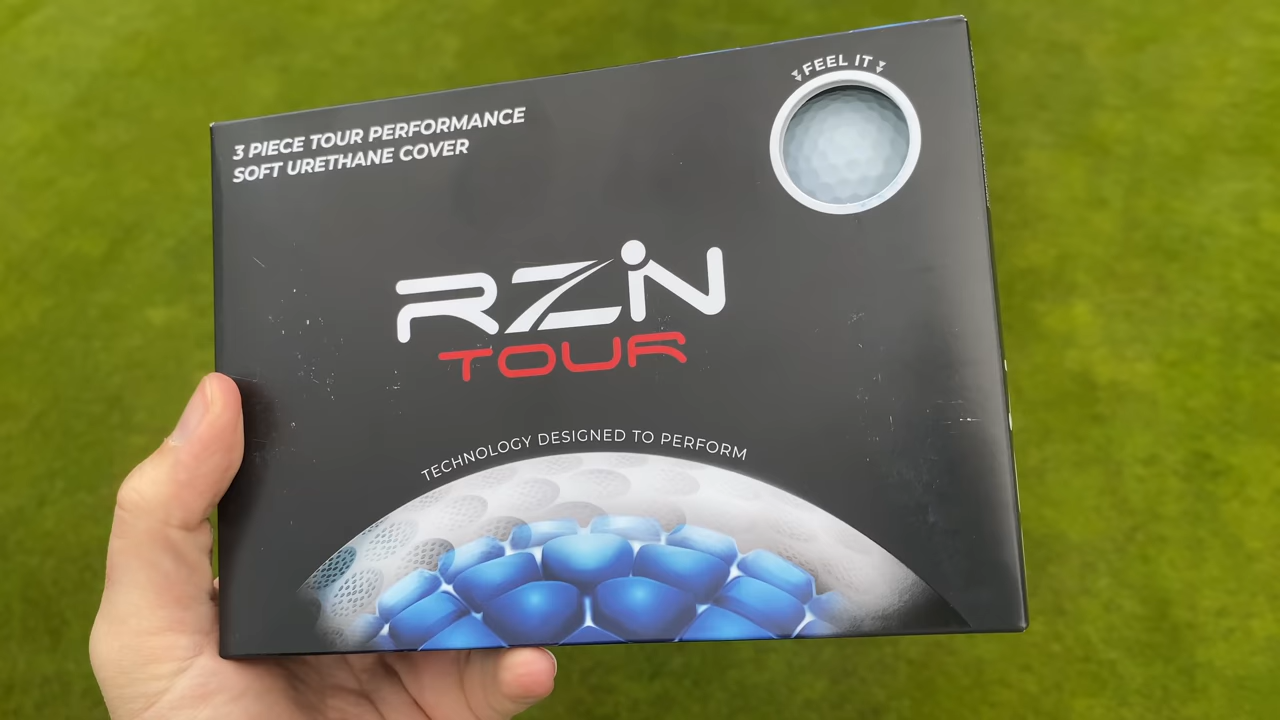 3 PIECE TOUR PERFORMANCE
SOFT URETHANE COVER
FEEL IT
RZN
TOUR
TECHNOLOGY DESIGNED TO PERFORM